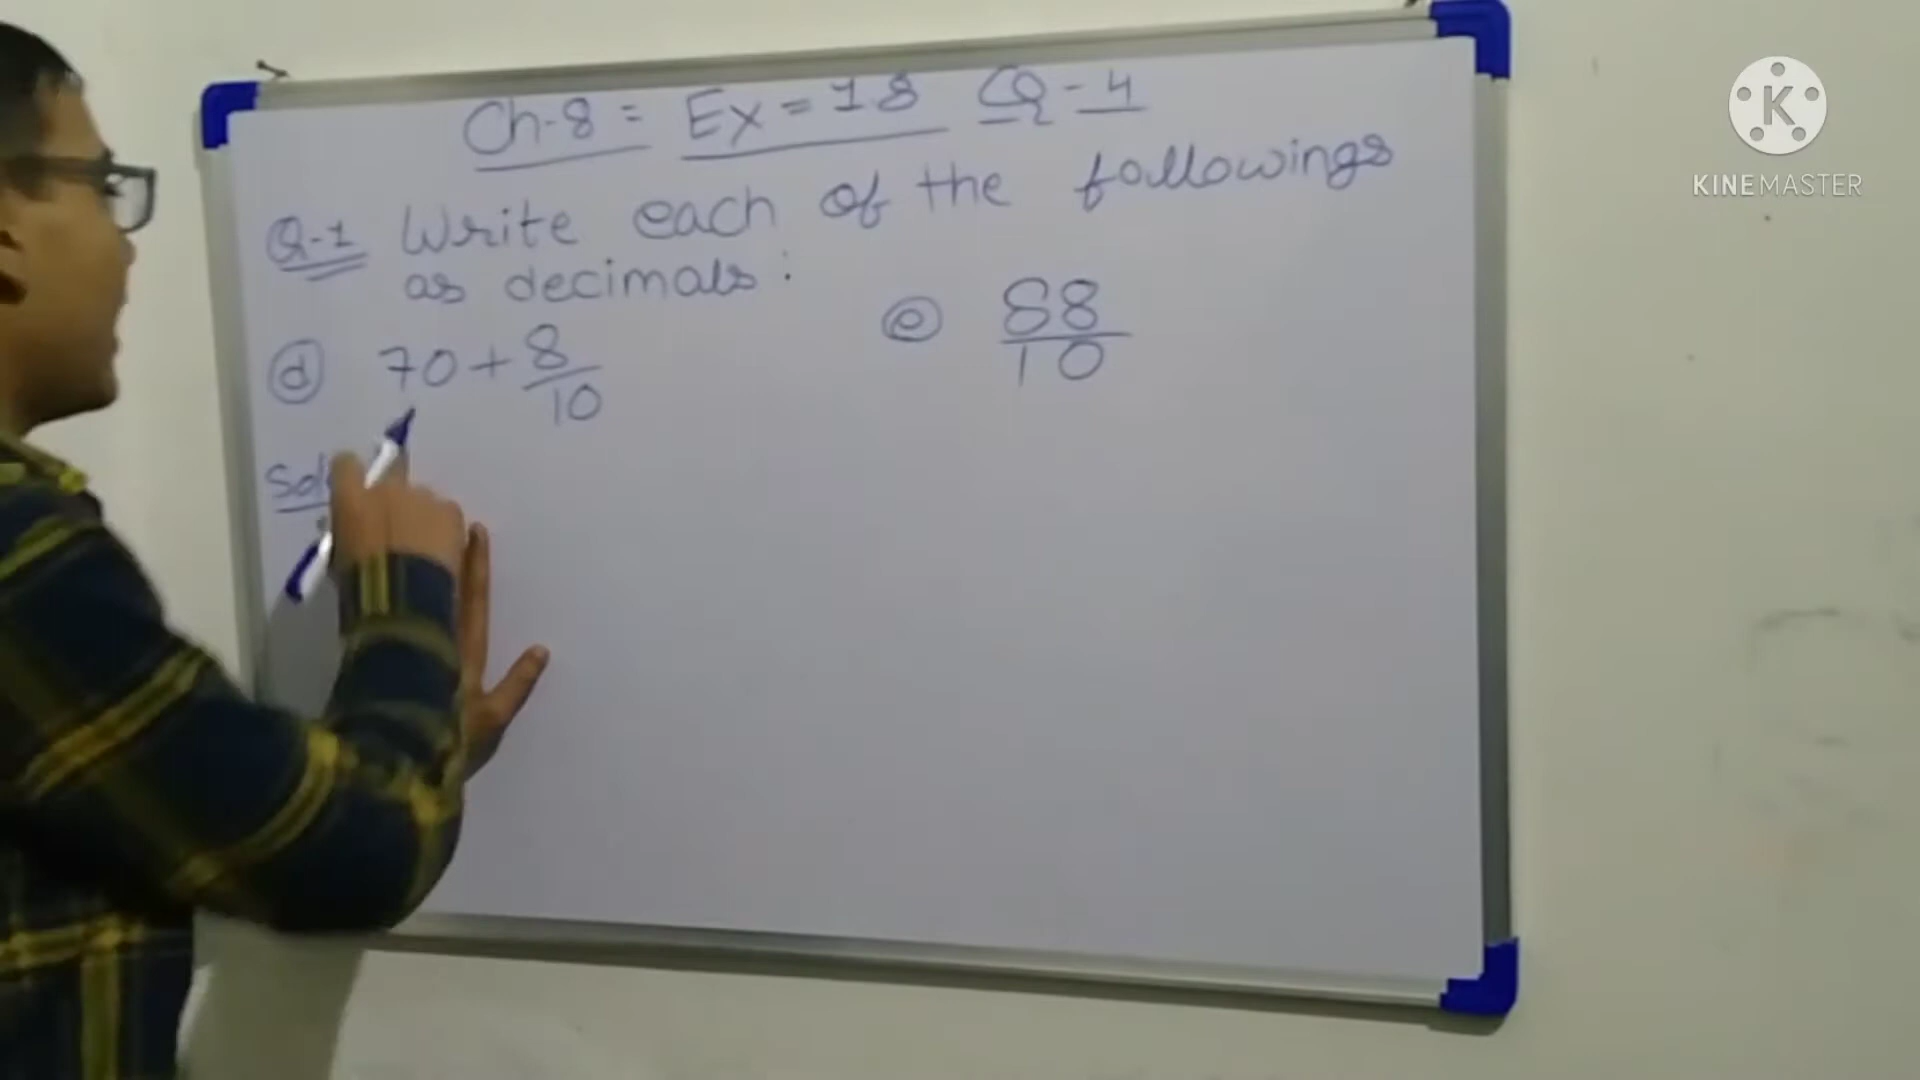 Ch-8 = Ex = 18 Q - 4
Q-1 Write each of the followings
as decimals :
d 70 + 8/10
e 88/10
KINEMASTER